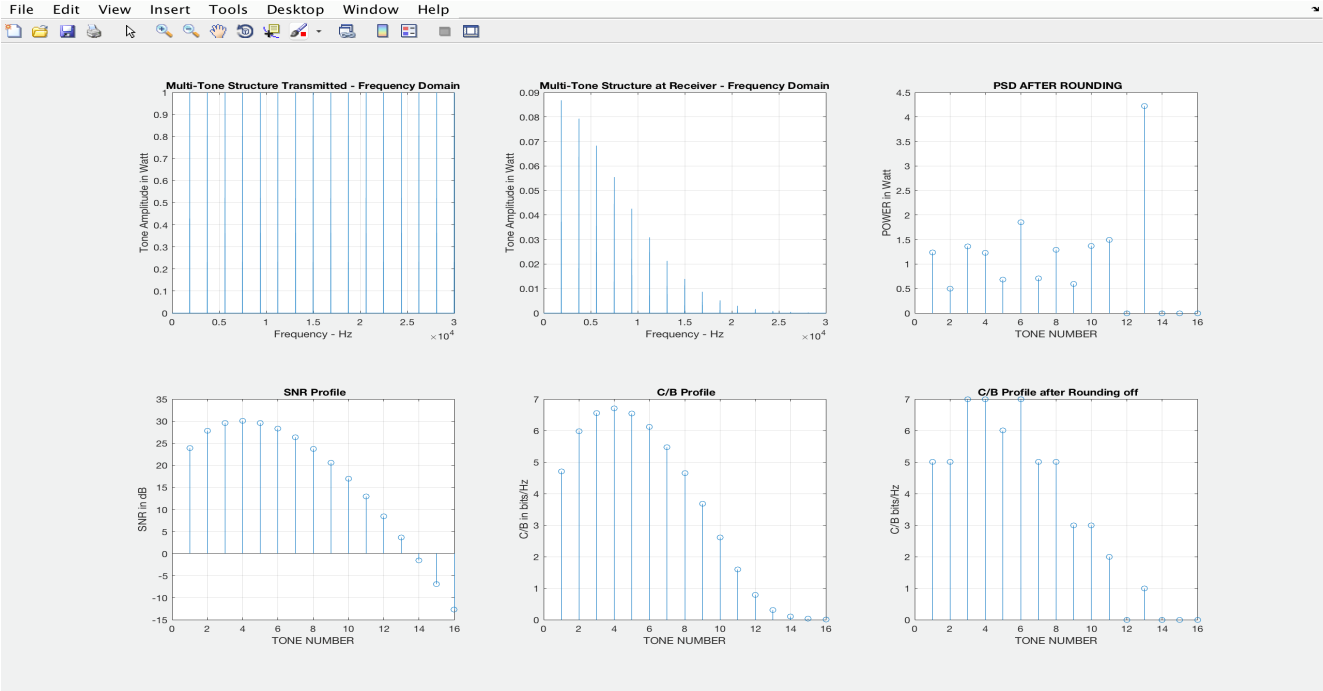 File Edit View Insert Tools Desktop Window Help
Multi-Tone Structure Transmitted - Frequency Domain
Tone Amplitude in Watt
1
0.9
0.8
0.7
0.6
0.5
0.4
0.3
0.2
0.1
0
0 0.5 1 1.5 2 2.5 3
Frequency - Hz
×10^4
Multi-Tone Structure at Receiver - Frequency Domain
Tone Amplitude in Watt
0.09
0.08
0.07
0.06
0.05
0.04
0.03
0.02
0.01
0
0 0.5 1 1.5 2 2.5 3
Frequency - Hz
×10^4
PSD AFTER ROUNDING
POWER in Watt
4.5
4
3.5
3
2.5
2
1.5
1
0.5
0
0 2 4 6 8 10 12 14 16
TONE NUMBER
SNR Profile
SNR in dB
35
30
25
20
15
10
5
0
-5
-10
-15
0 2 4 6 8 10 12 14 16
TONE NUMBER
C/B Profile
C/B in bits/Hz
7
6
5
4
3
2
1
0
0 2 4 6 8 10 12 14 16
TONE NUMBER
C/B Profile after Rounding off
C/B bits/Hz
7
6
5
4
3
2
1
0
0 2 4 6 8 10 12 14 16
TONE NUMBER